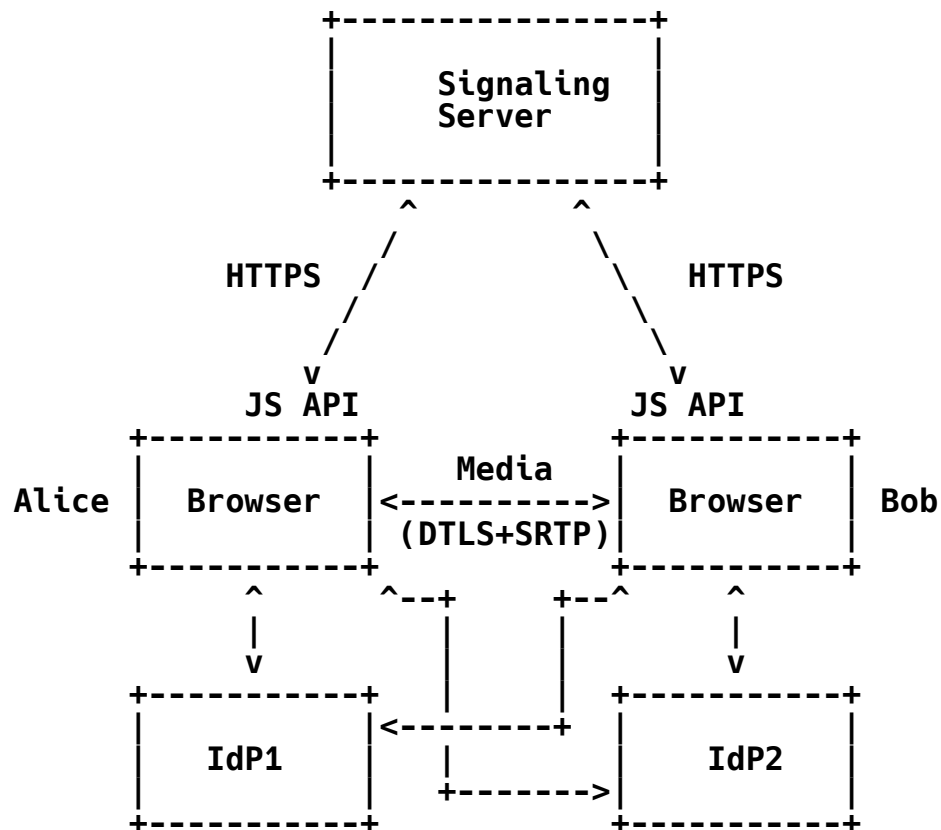 Signaling
Server
HTTPS HTTPS
JS API JS API
Media
Alice Browser Browser Bob
(DTLS+SRTP)
IdP1 IdP2